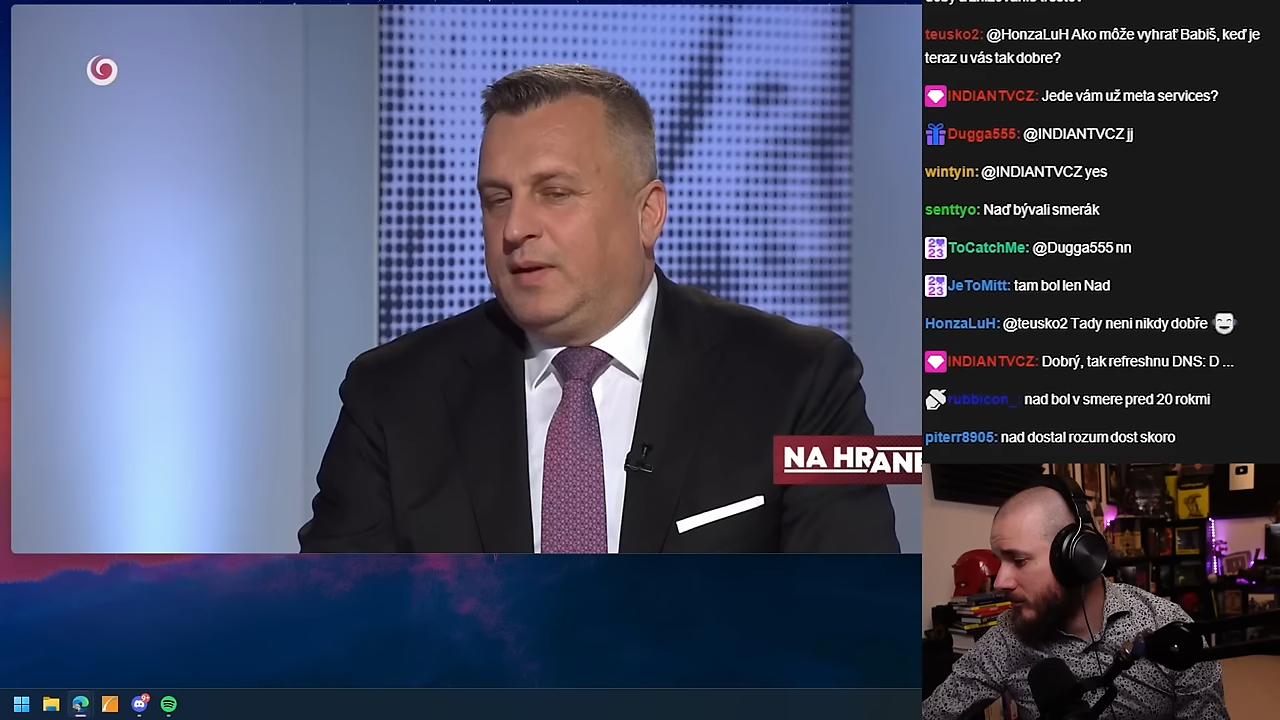 teusko2: @HonzaLuH Ako môže vyhrať Babiš, keď je
teraz u vás tak dobre?
INDIANTVCZ: Jede vám už meta services?
Dugga555: @INDIANTVCZ jj
wintyin: @INDIANTVCZ yes
senttyo: Naď bývali smerák
ToCatchMe: @Dugga555 nn
JeToMitt: tam bol len Nad
HonzaLuH: @teusko2 Tady neni nikdy dobře
INDIANTVCZ: Dobrý, tak refreshnu DNS: D ...
rubbicon_: nad bol v smere pred 20 rokmi
piterr8905: nad dostal rozum dost skoro
NA HRANE